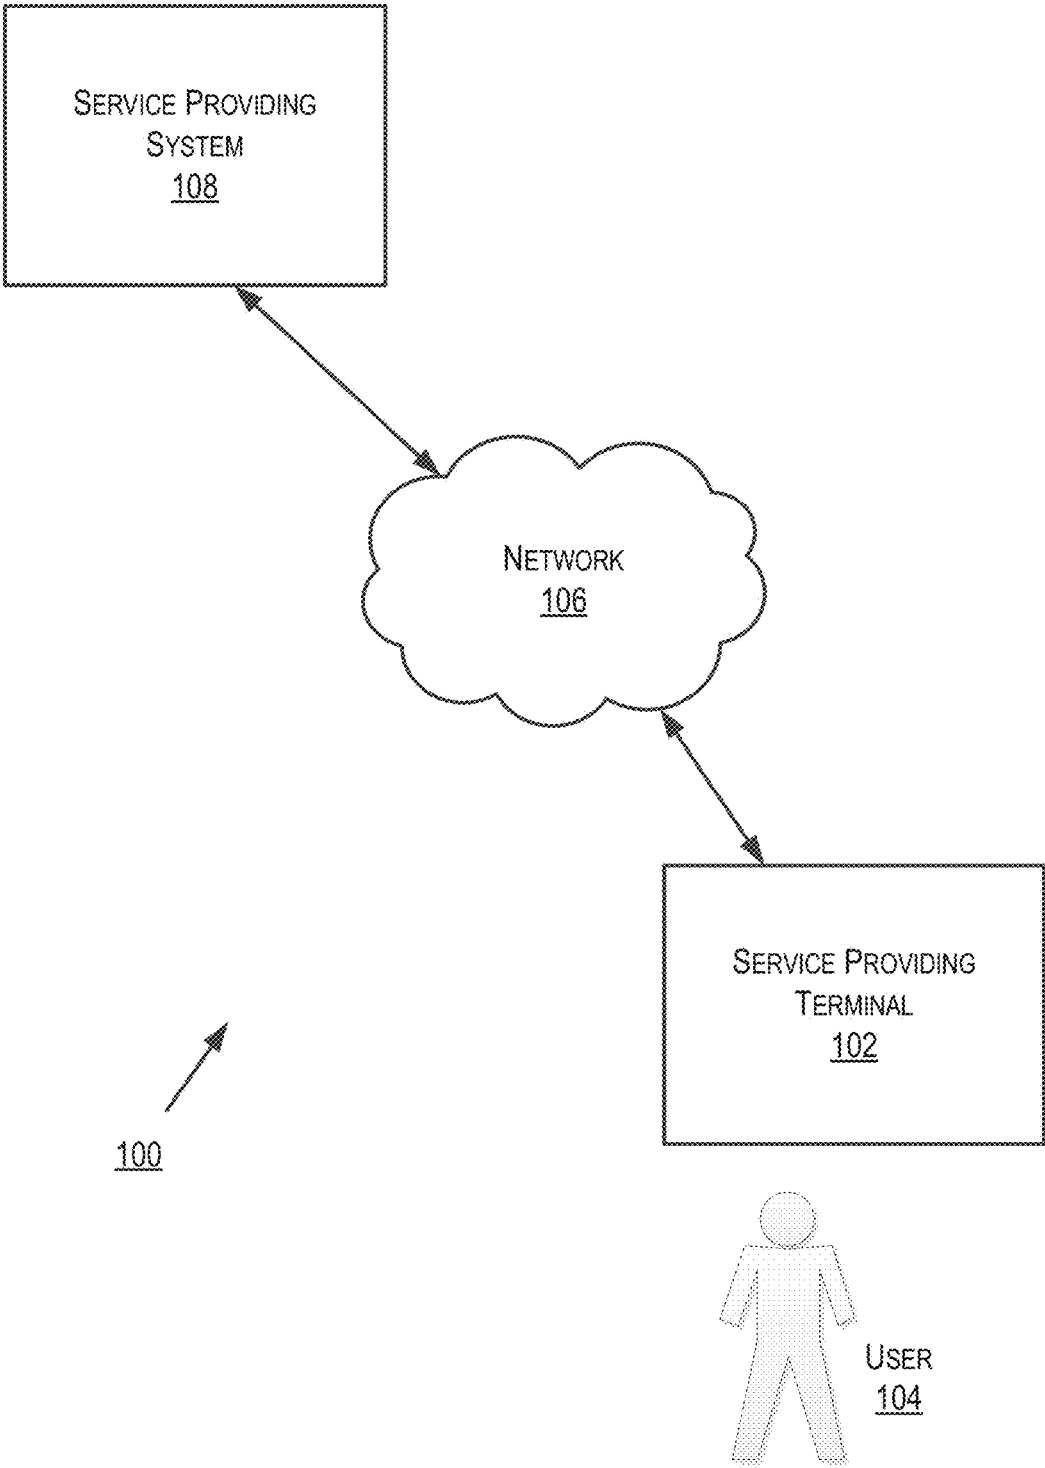 SERVICE PROVIDING
SYSTEM
108
NETWORK
106
SERVICE PROVIDING
TERMINAL
102
100
USER
104